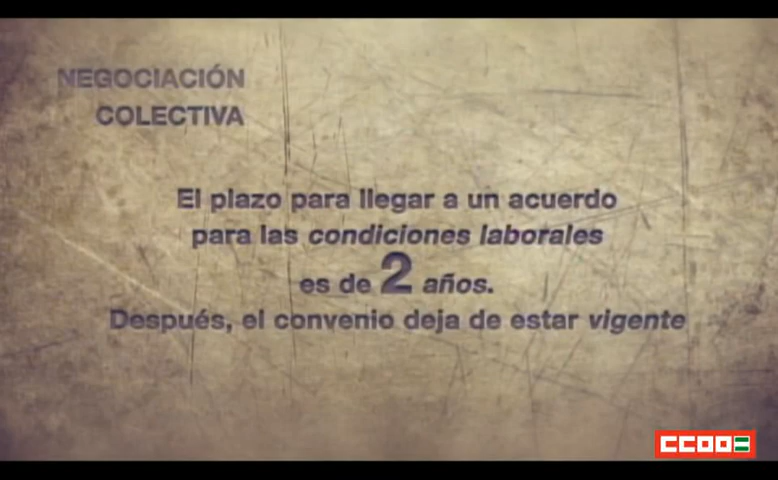 NEGOCIACIÓN
COLECTIVA
El plazo para llegar a un acuerdo
para las condiciones laborales
es de 2 años.
Después, el convenio deja de estar vigente
CCOO